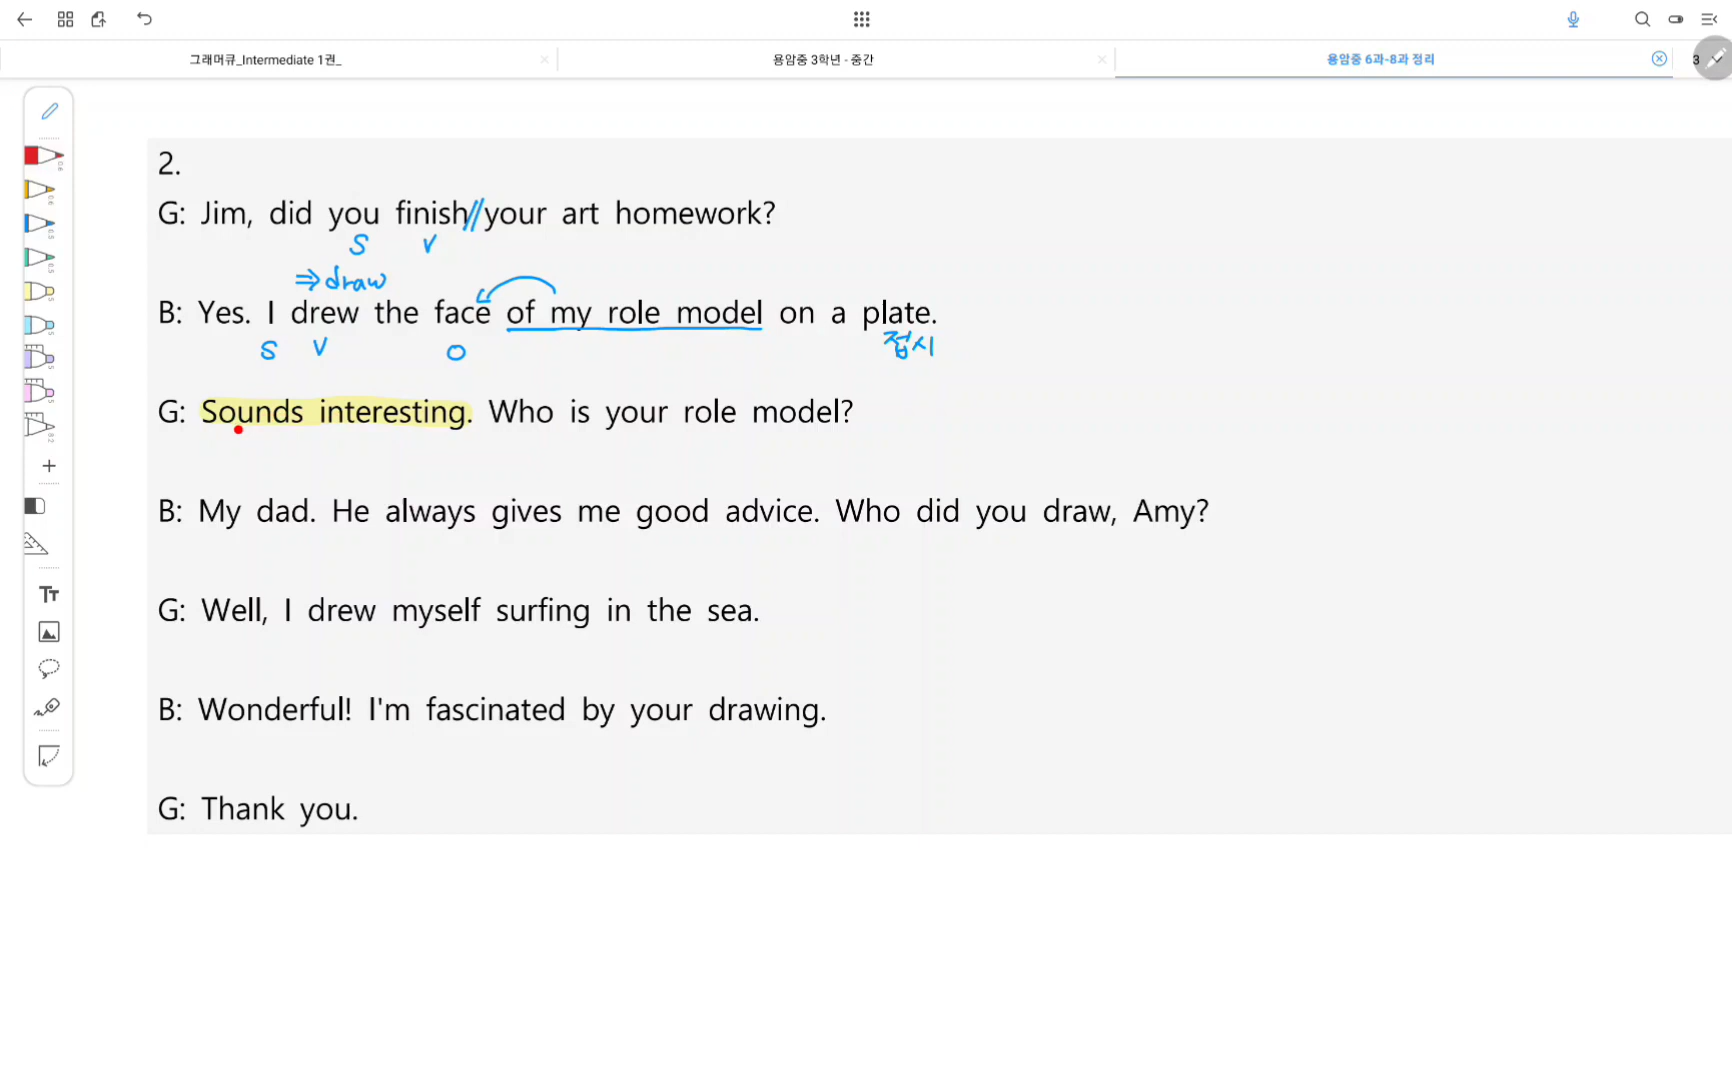 그래머큐_Intermediate 1권_
용암중 3학년 - 중간
용암중 6과-8과 정리
3
2.
G: Jim, did you finish//your art homework?
S V
⇒draw
B: Yes. I drew the face of my role model on a plate.
S V O 접시
G: Sounds interesting. Who is your role model?
B: My dad. He always gives me good advice. Who did you draw, Amy?
G: Well, I drew myself surfing in the sea.
B: Wonderful! I'm fascinated by your drawing.
G: Thank you.
Tт